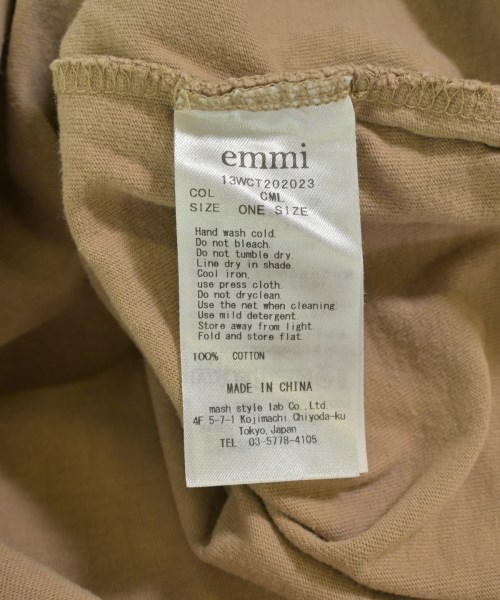 emmi
13WCT202023
COL CML
SIZE ONE SIZE
Hand wash cold.
Do not bleach.
Do not tumble dry.
Line dry in shade.
Cool iron.
use press cloth.
Do not dryclean.
Use the net when cleaning.
Use mild detergent.
Store away from light.
Fold and store flat.
100% COTTON
MADE IN CHINA
mash style lab Co.,Ltd.
4F 5-7-1 Kojimachi.Chiyoda-ku
Tokyo,Japan
TEL 03-5778-4105